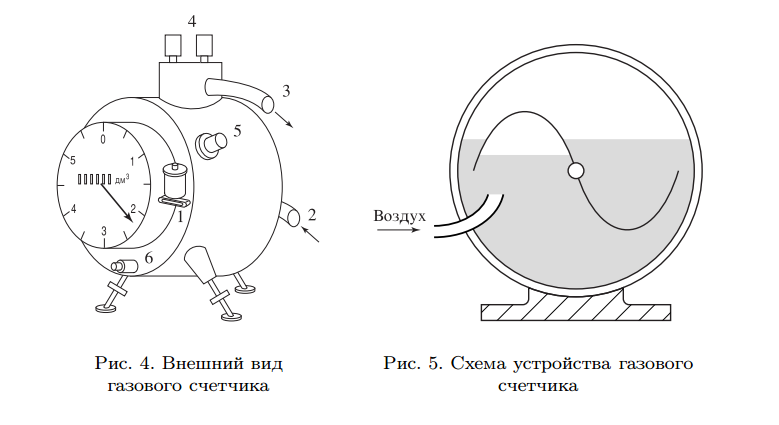 4
3
5
0
5
1
дм³
4
2
3
1
2
6
Воздух
Рис. 4. Внешний вид
газового счетчика
Рис. 5. Схема устройства газового
счетчика